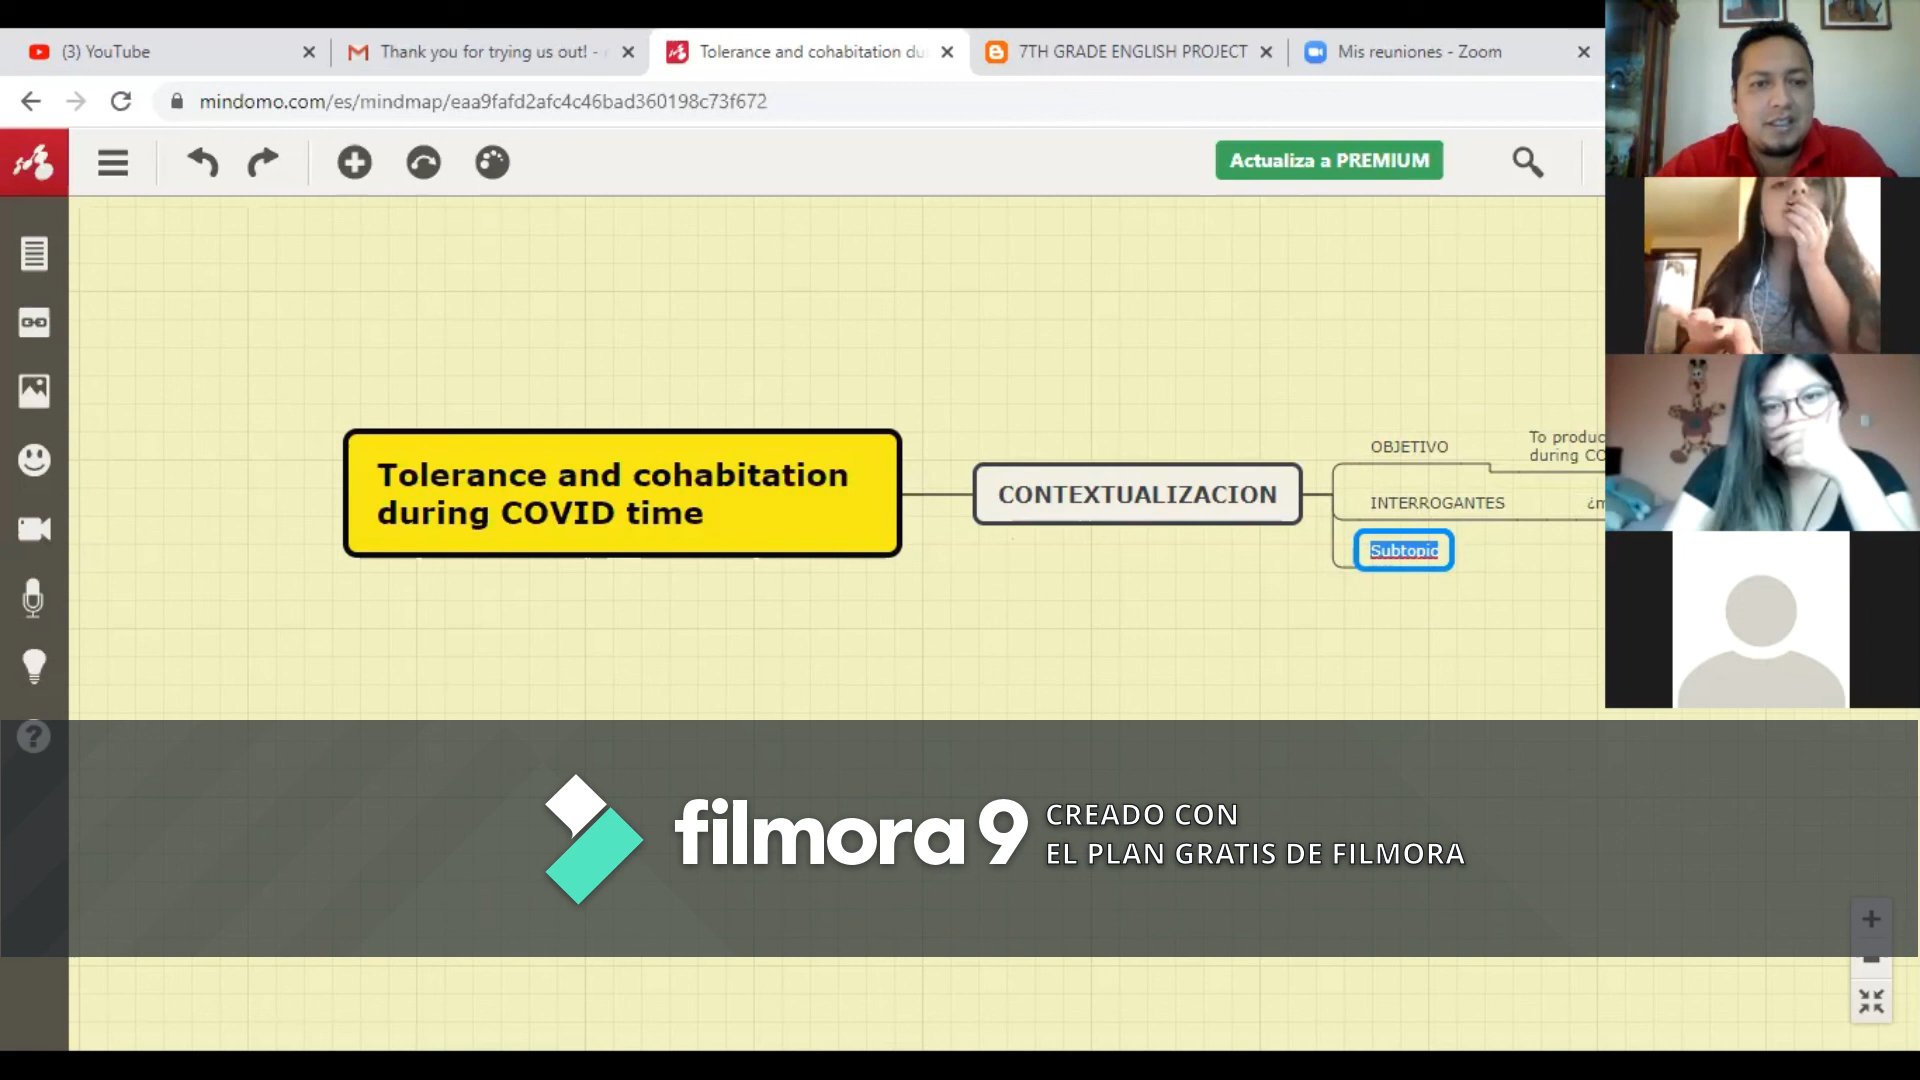 (3) YouTube
Thank you for trying us out! -
Tolerance and cohabitation du
7TH GRADE ENGLISH PROJECT
Mis reuniones - Zoom
mindomo.com/es/mindmap/eaa9fafd2afc4c46bad360198c73f672
Actualiza a PREMIUM
Tolerance and cohabitation
during COVID time
CONTEXTUALIZACION
OBJETIVO
To produc
during CO
INTERROGANTES
Subtopic
filmora 9
CREADO CON
EL PLAN GRATIS DE FILMORA